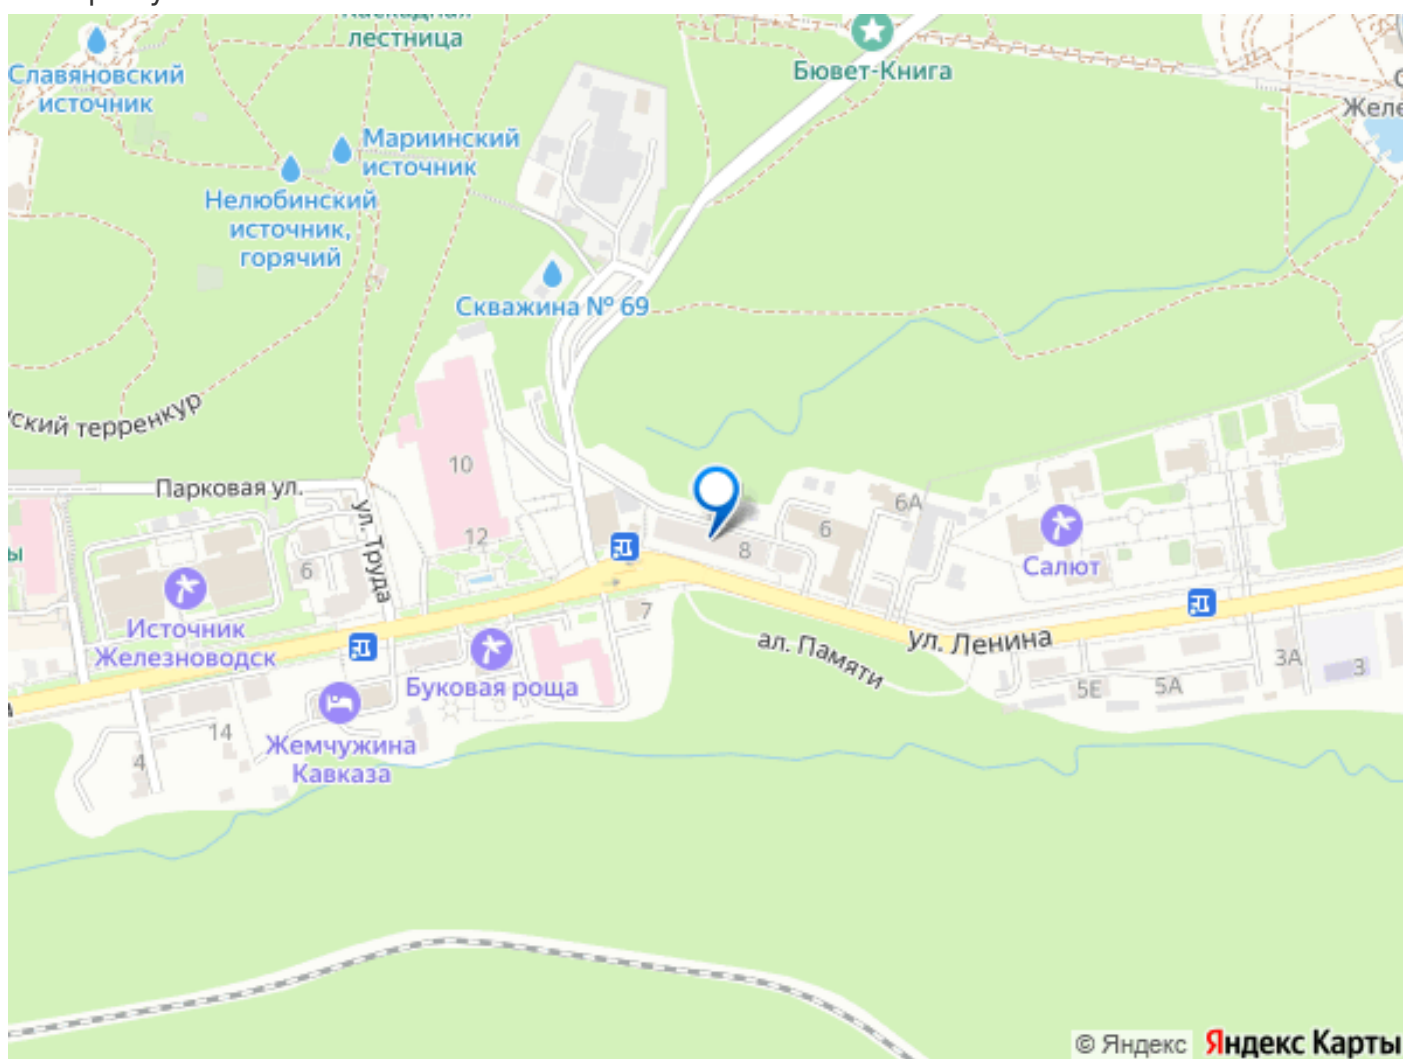 лестница
Бювет-Книга
Славяновский
источник
Мариинский
источник
Нелюбинский
источник,
горячий
Скважина № 69
терренкур
Парковая ул.
ул. Труда
10
12
6
8
6
6А
Салют
Источник
Железноводск
7
ал. Памяти
ул. Ленина
Буковая роща
5Е
5А
3А
3
14
4
Жемчужина
Кавказа
© Яндекс Яндекс Карты